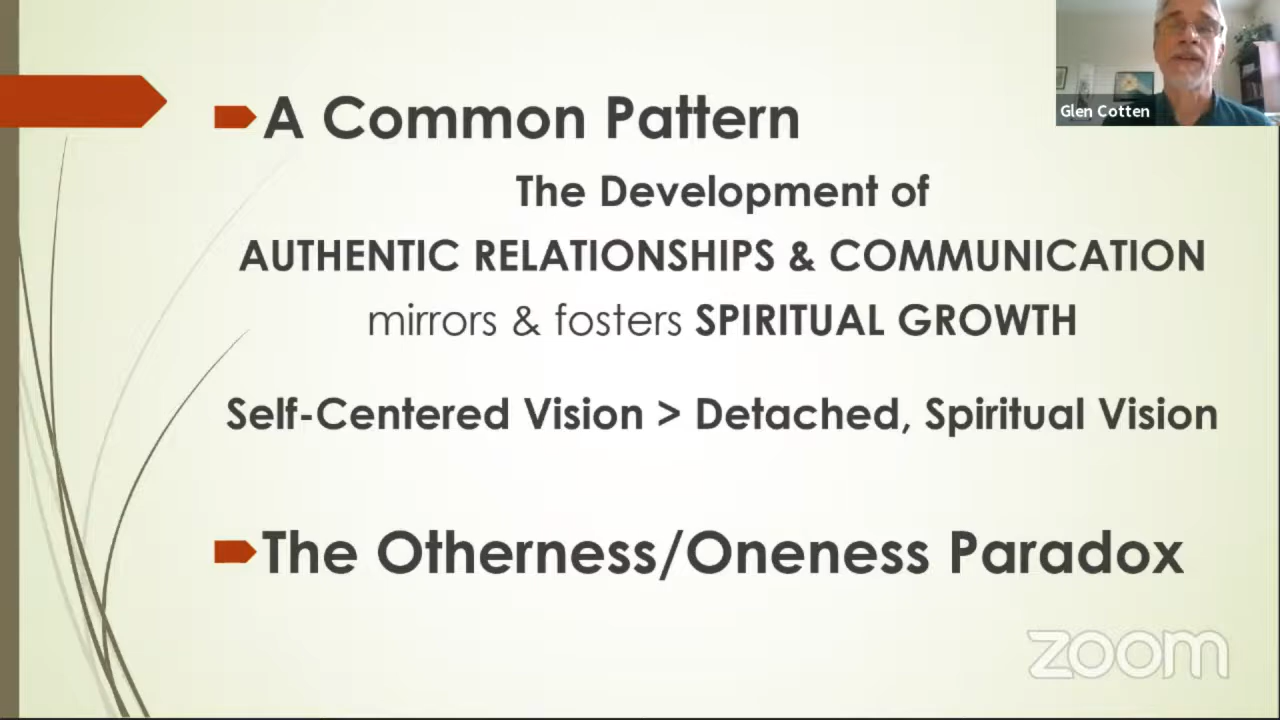 Glen Cotten
A Common Pattern
The Development of
AUTHENTIC RELATIONSHIPS & COMMUNICATION
mirrors & fosters SPIRITUAL GROWTH
Self-Centered Vision > Detached, Spiritual Vision
The Otherness/Oneness Paradox
zoom